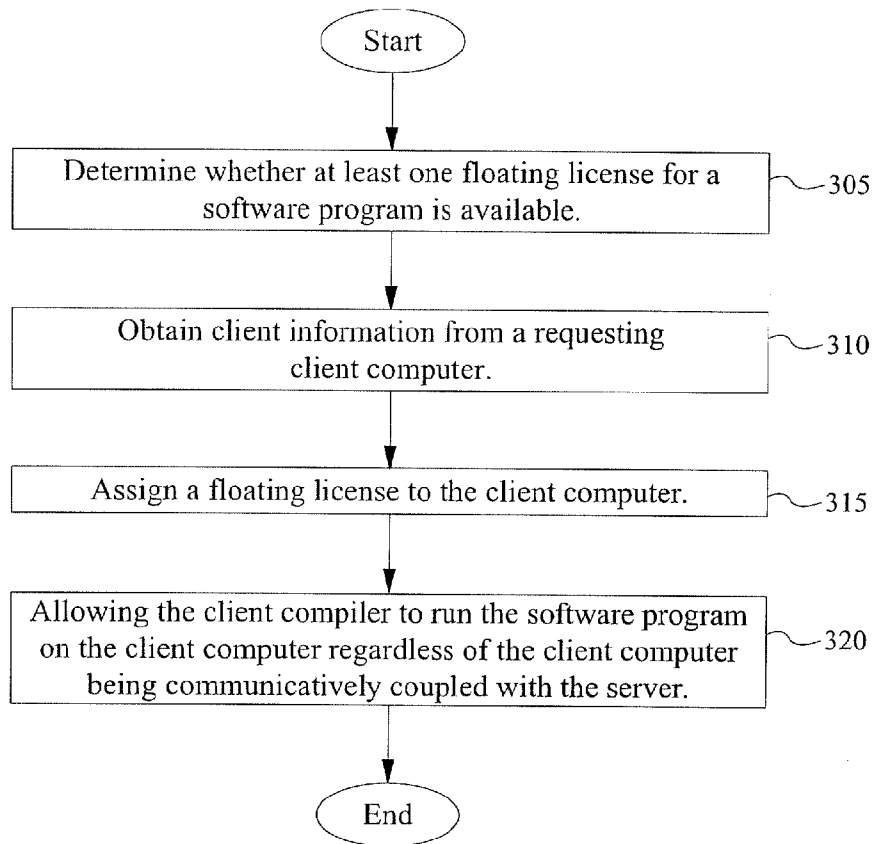 Start
Determine whether at least one floating license for a
software program is available.
305
Obtain client information from a requesting
client computer.
310
Assign a floating license to the client computer.
315
Allowing the client compiler to run the software program
on the client computer regardless of the client computer
being communicatively coupled with the server.
320
End